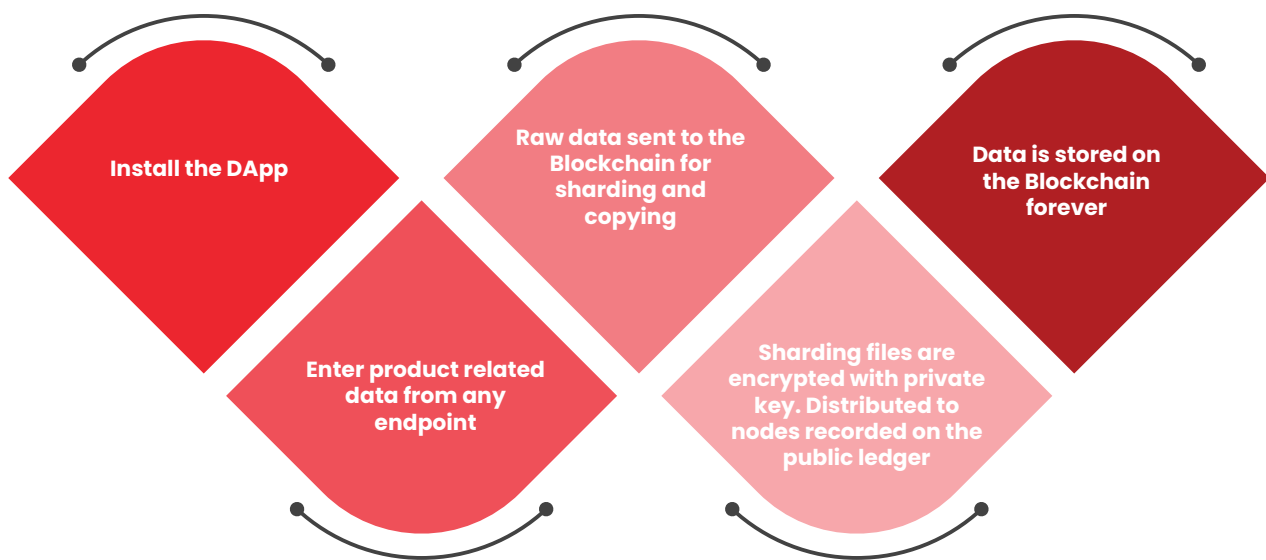 Install the DApp
Enter product related
data from any
endpoint
Raw data sent to the
Blockchain for
sharding and
copying
Sharding files are
encrypted with private
key. Distributed to
nodes recorded on the
public ledger
Data is stored on
the Blockchain
forever